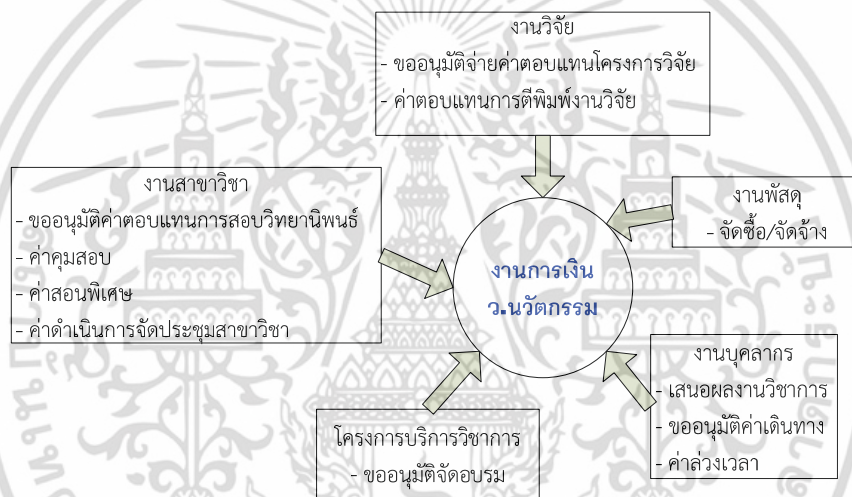 งานวิจัย
- ขออนุมัติจ่ายค่าตอบแทนโครงการวิจัย
- ค่าตอบแทนการตีพิมพ์งานวิจัย
งานสาขาวิชา
- ขออนุมัติค่าตอบแทนการสอบวิทยานิพนธ์
- ค่าคุมสอบ
- ค่าสอนพิเศษ
- ค่าดำเนินการจัดประชุมสาขาวิชา
งานพัสดุ
- จัดซื้อ/จัดจ้าง
งานการเงิน
ว.นวัตกรรม
งานบุคลากร
- เสนอผลงานวิชาการ
- ขออนุมัติค่าเดินทาง
- ค่าล่วงเวลา
โครงการบริการวิชาการ
- ขออนุมัติจัดอบรม